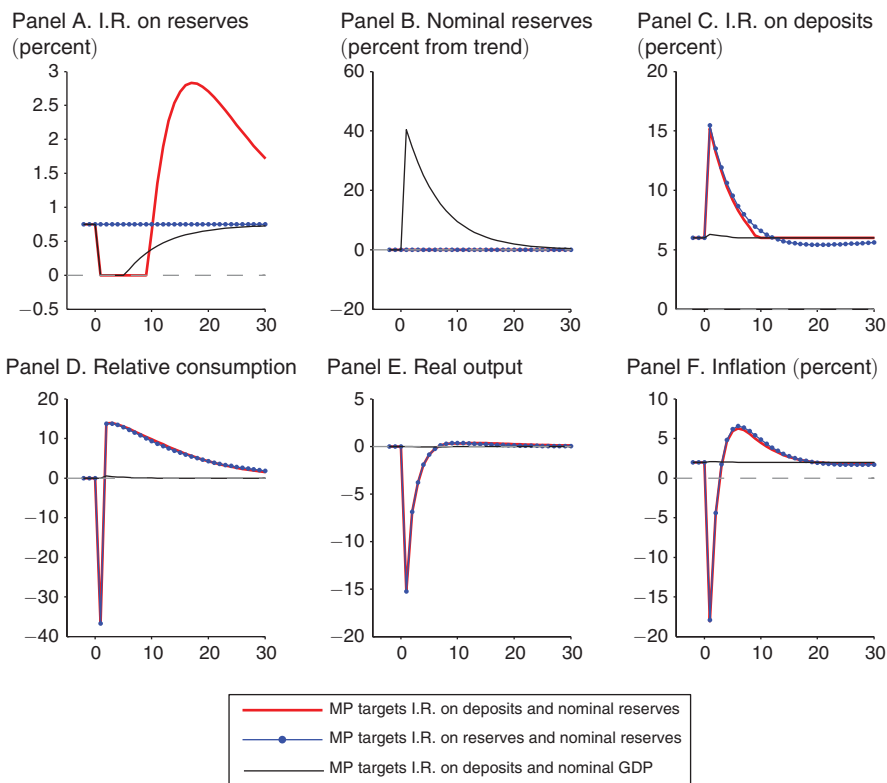 Panel A. I.R. on reserves
(percent)
3
2.5
2
1.5
1
0.5
0
−0.5
0 10 20 30
Panel B. Nominal reserves
(percent from trend)
60
40
20
0
−20
0 10 20 30
Panel C. I.R. on deposits
(percent)
20
15
10
5
0
0 10 20 30
Panel D. Relative consumption
20
10
0
−10
−20
−30
−40
0 10 20 30
Panel E. Real output
5
0
−5
−10
−15
−20
0 10 20 30
Panel F. Inflation (percent)
10
5
0
−5
−10
−15
−20
0 10 20 30
MP targets I.R. on deposits and nominal reserves
MP targets I.R. on reserves and nominal reserves
MP targets I.R. on deposits and nominal GDP